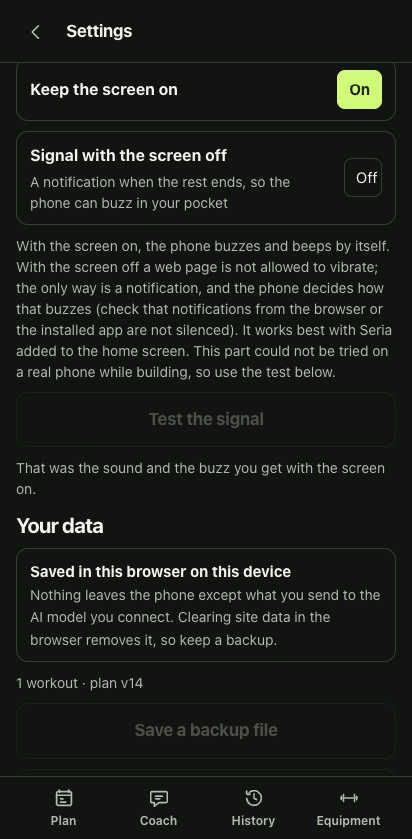 Settings
Keep the screen on
On
Signal with the screen off
A notification when the rest ends, so the
phone can buzz in your pocket
Off
With the screen on, the phone buzzes and beeps by itself.
With the screen off a web page is not allowed to vibrate;
the only way is a notification, and the phone decides how
that buzzes (check that notifications from the browser or
the installed app are not silenced). It works best with Seria
added to the home screen. This part could not be tried on
a real phone while building, so use the test below.
Test the signal
That was the sound and the buzz you get with the screen
on.
Your data
Saved in this browser on this device
Nothing leaves the phone except what you send to the
AI model you connect. Clearing site data in the
browser removes it, so keep a backup.
1 workout · plan v14
Save a backup file
Plan
Coach
History
Equipment